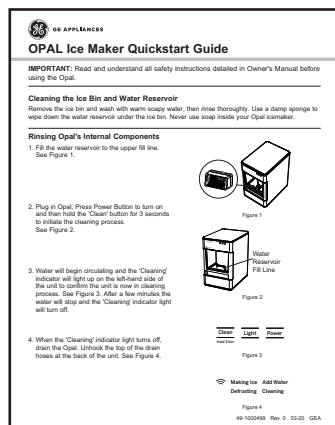 GE APPLIANCES
OPAL Ice Maker Quickstart Guide
IMPORTANT: Read and understand all safety instructions detailed in Owner's Manual before
using the Opal.
Cleaning the Ice Bin and Water Reservoir
Remove the ice bin and wash with warm soapy water, then rinse thoroughly. Use a damp sponge to
wipe down the water reservoir under the ice bin. Never use soap inside your Opal icemaker.
Rinsing Opal's Internal Components
1. Fill the water reservoir to the upper fill line.
See Figure 1.
Figure 1
2. Plug in Opal, Press Power Button to turn on
and then hold the 'Clean' button for 3 seconds
to initiate the cleaning process.
See Figure 2.
Water
Reservoir
Fill Line
Figure 2
3. Water will begin circulating and the 'Cleaning'
indicator will light up on the left-hand side of
the unit to confirm the unit is now in cleaning
process. See Figure 3. After a few minutes the
water will stop and the 'Cleaning' indicator light
will turn off.
Clean Light Power
Hold 3 Sec
Figure 3
4. When the 'Cleaning' indicator light turns off,
drain the Opal. Unhook the top of the drain
hoses at the back of the unit. See Figure 4.
Making Ice Add Water
Defrosting Cleaning
Figure 4
49-1000499 Rev. 0 03-20 GEA